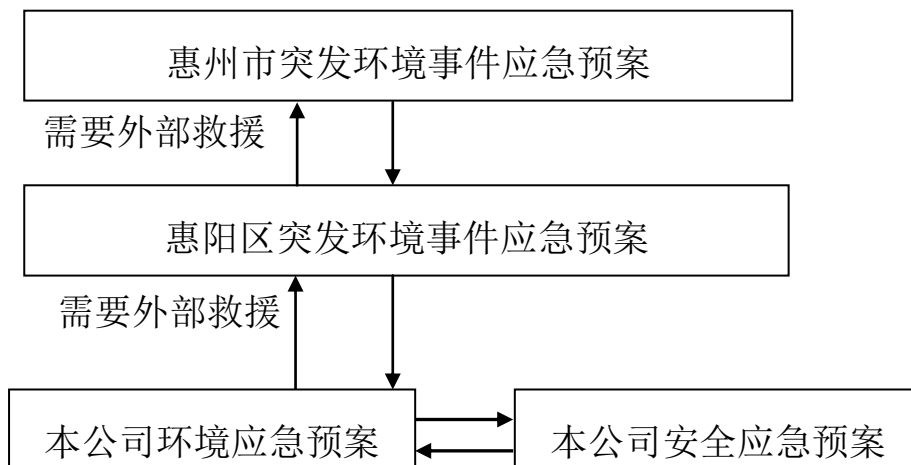 惠州市突发环境事件应急预案
需要外部救援
惠阳区突发环境事件应急预案
需要外部救援
本公司环境应急预案
本公司安全应急预案